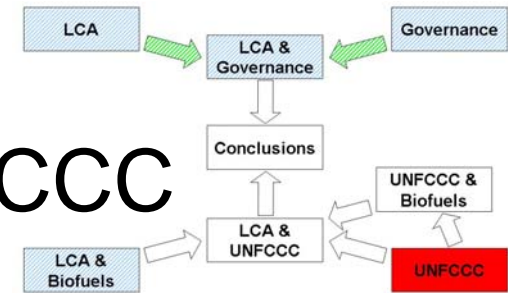 LCA
Governance
LCA &
Governance
Conclusions
CCC
UNFCCC &
Biofuels
LCA &
UNFCCC
LCA &
Biofuels
UNFCCC